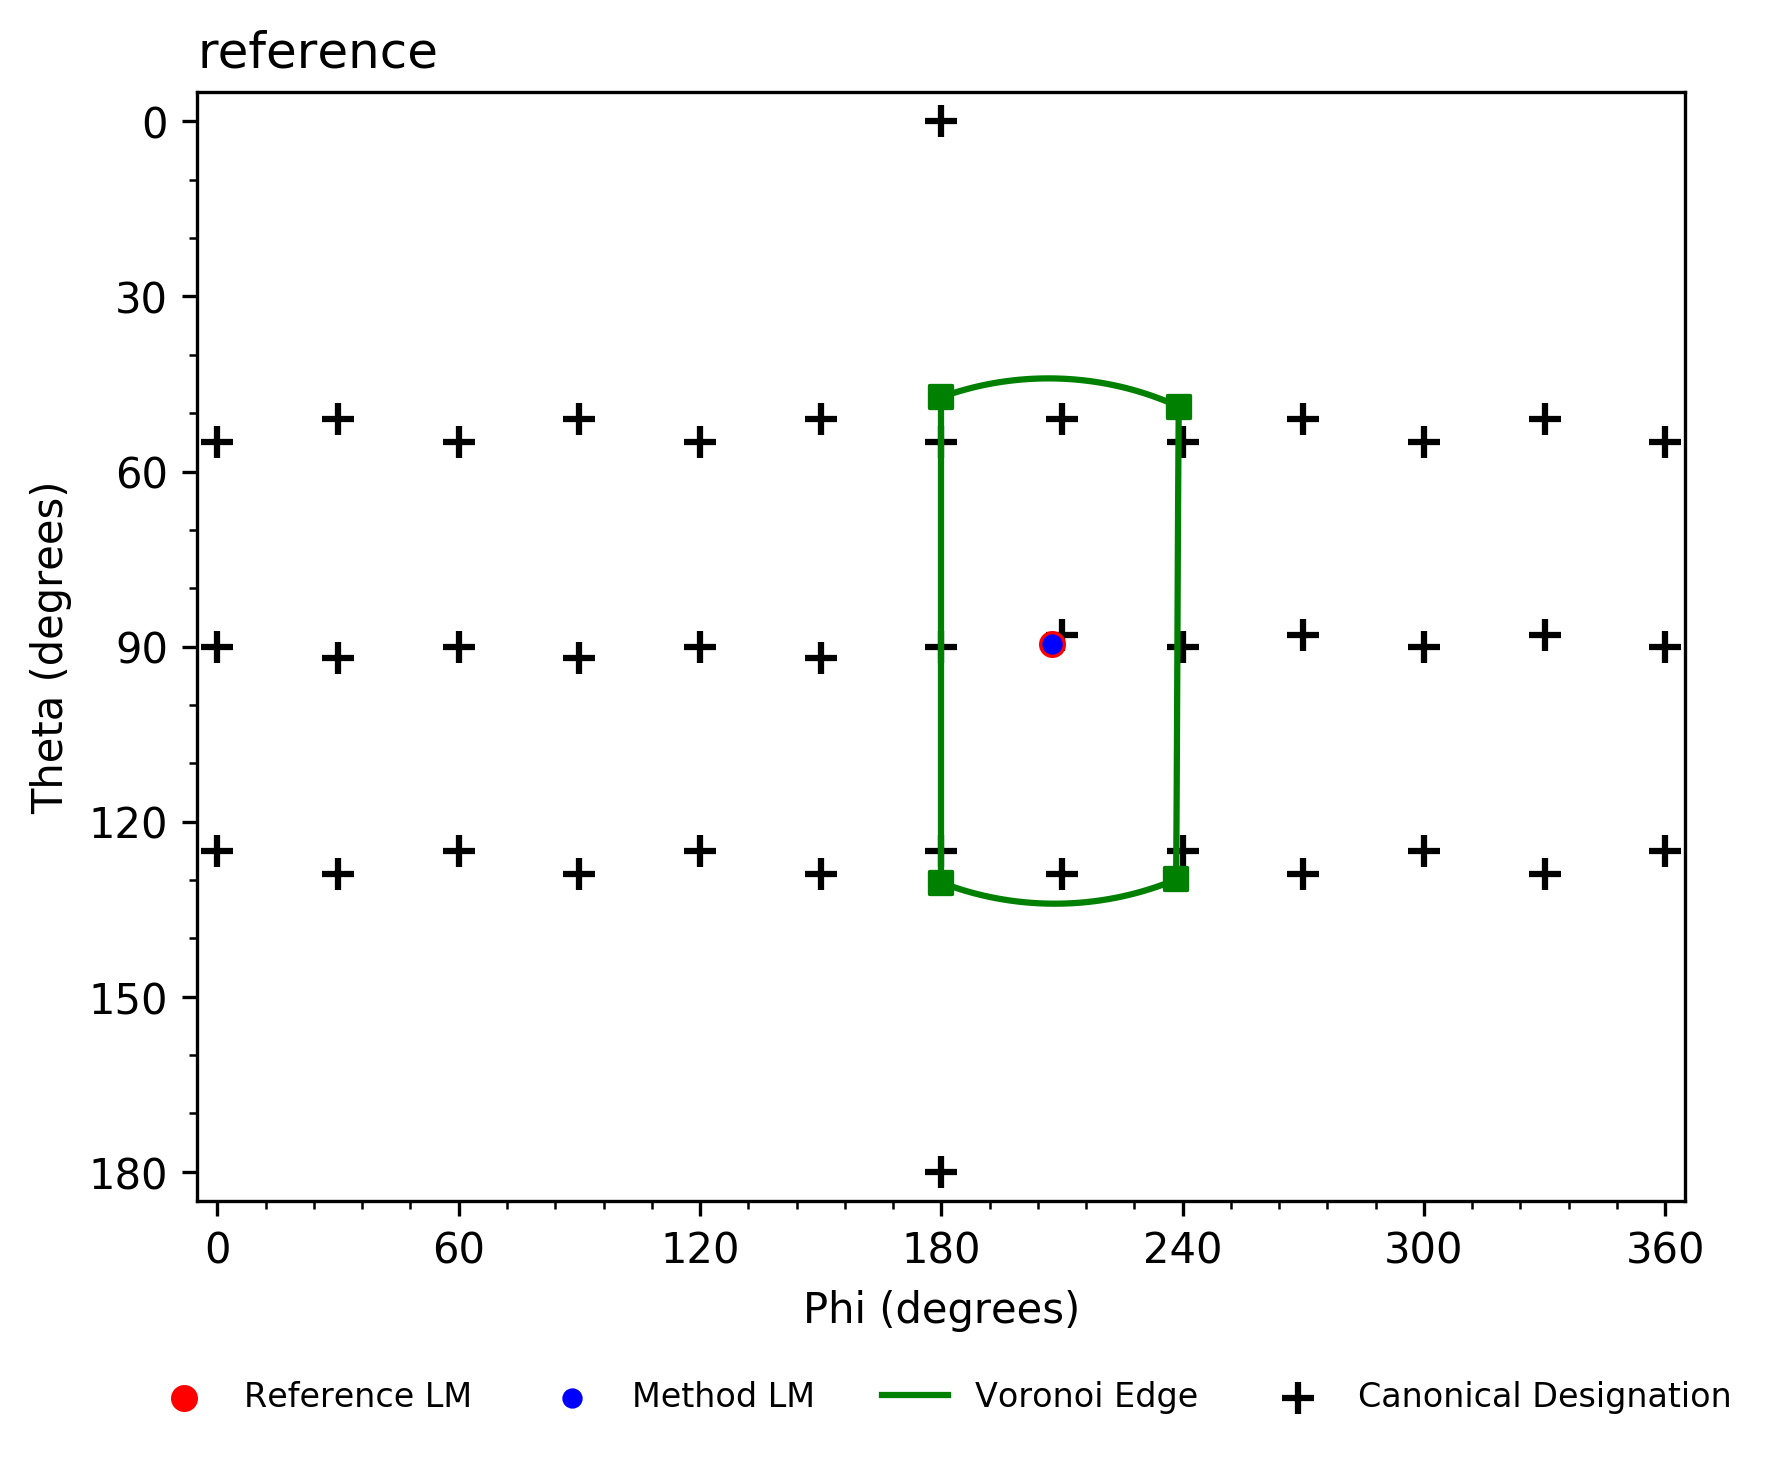 reference
0
30
60
90
120
150
180
Theta (degrees)
0 60 120 180 240 300 360
Phi (degrees)
Reference LM Method LM Voronoi Edge Canonical Designation